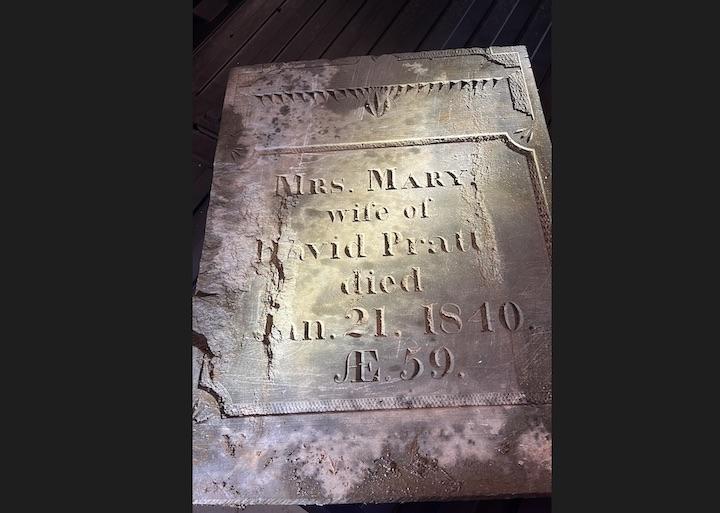 MRS. MARY,
wife of
David Pratt
died
Jan. 21, 1840.
Æ. 59.